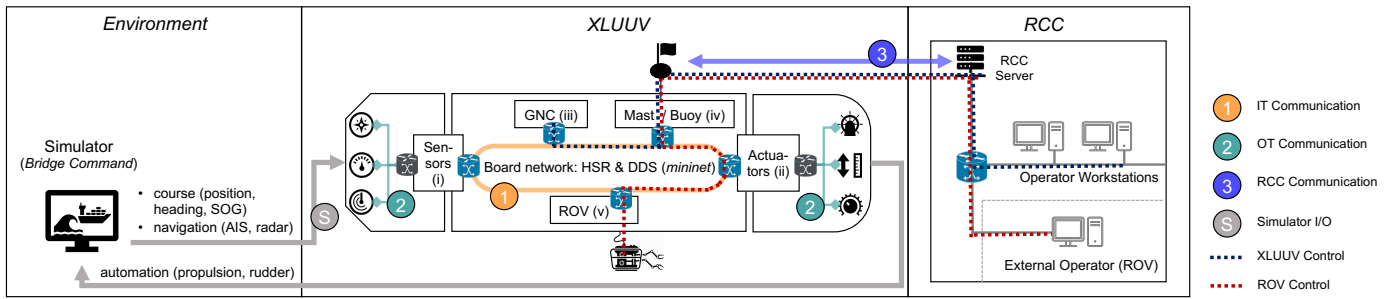 Environment
XLUUV
RCC
Simulator
(Bridge Command)
• course (position,
heading, SOG)
• navigation (AIS, radar)
automation (propulsion, rudder)
S
2
Sen-
sors
(i)
GNC (iii)
Mast / Buoy (iv)
Board network: HSR & DDS (mininet)
1
ROV (v)
Actua-
tors (ii)
2
3
RCC
Server
Operator Workstations
External Operator (ROV)
1 IT Communication
2 OT Communication
3 RCC Communication
S Simulator I/O
XLUUV Control
ROV Control